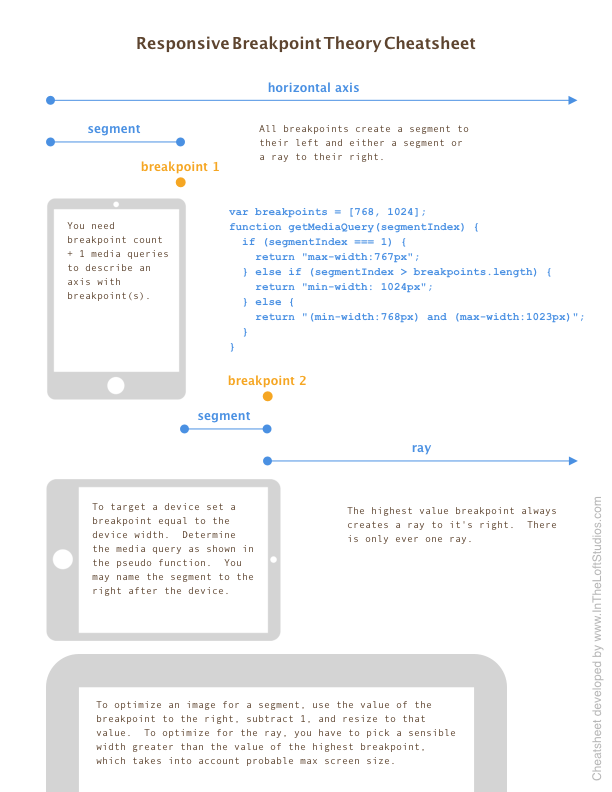 Responsive Breakpoint Theory Cheatsheet
horizontal axis
segment
All breakpoints create a segment to
their left and either a segment or
a ray to their right.
breakpoint 1
You need
breakpoint count
+ 1 media queries
to describe an
axis with
breakpoint(s).
var breakpoints = [768, 1024];
function getMediaQuery(segmentIndex) {
  if (segmentIndex === 1) {
    return "max-width:767px";
  } else if (segmentIndex > breakpoints.length) {
    return "min-width: 1024px";
  } else {
    return "(min-width:768px) and (max-width:1023px)";
  }
}
breakpoint 2
segment
ray
To target a device set a
breakpoint equal to the
device width.  Determine
the media query as shown in
the pseudo function.  You
may name the segment to the
right after the device.
The highest value breakpoint always
creates a ray to it's right.  There
is only ever one ray.
To optimize an image for a segment, use the value of the
breakpoint to the right, subtract 1, and resize to that
value.  To optimize for the ray, you have to pick a sensible
width greater than the value of the highest breakpoint,
which takes into account probable max screen size.
Cheatsheet developed by www.InTheLoftStudios.com